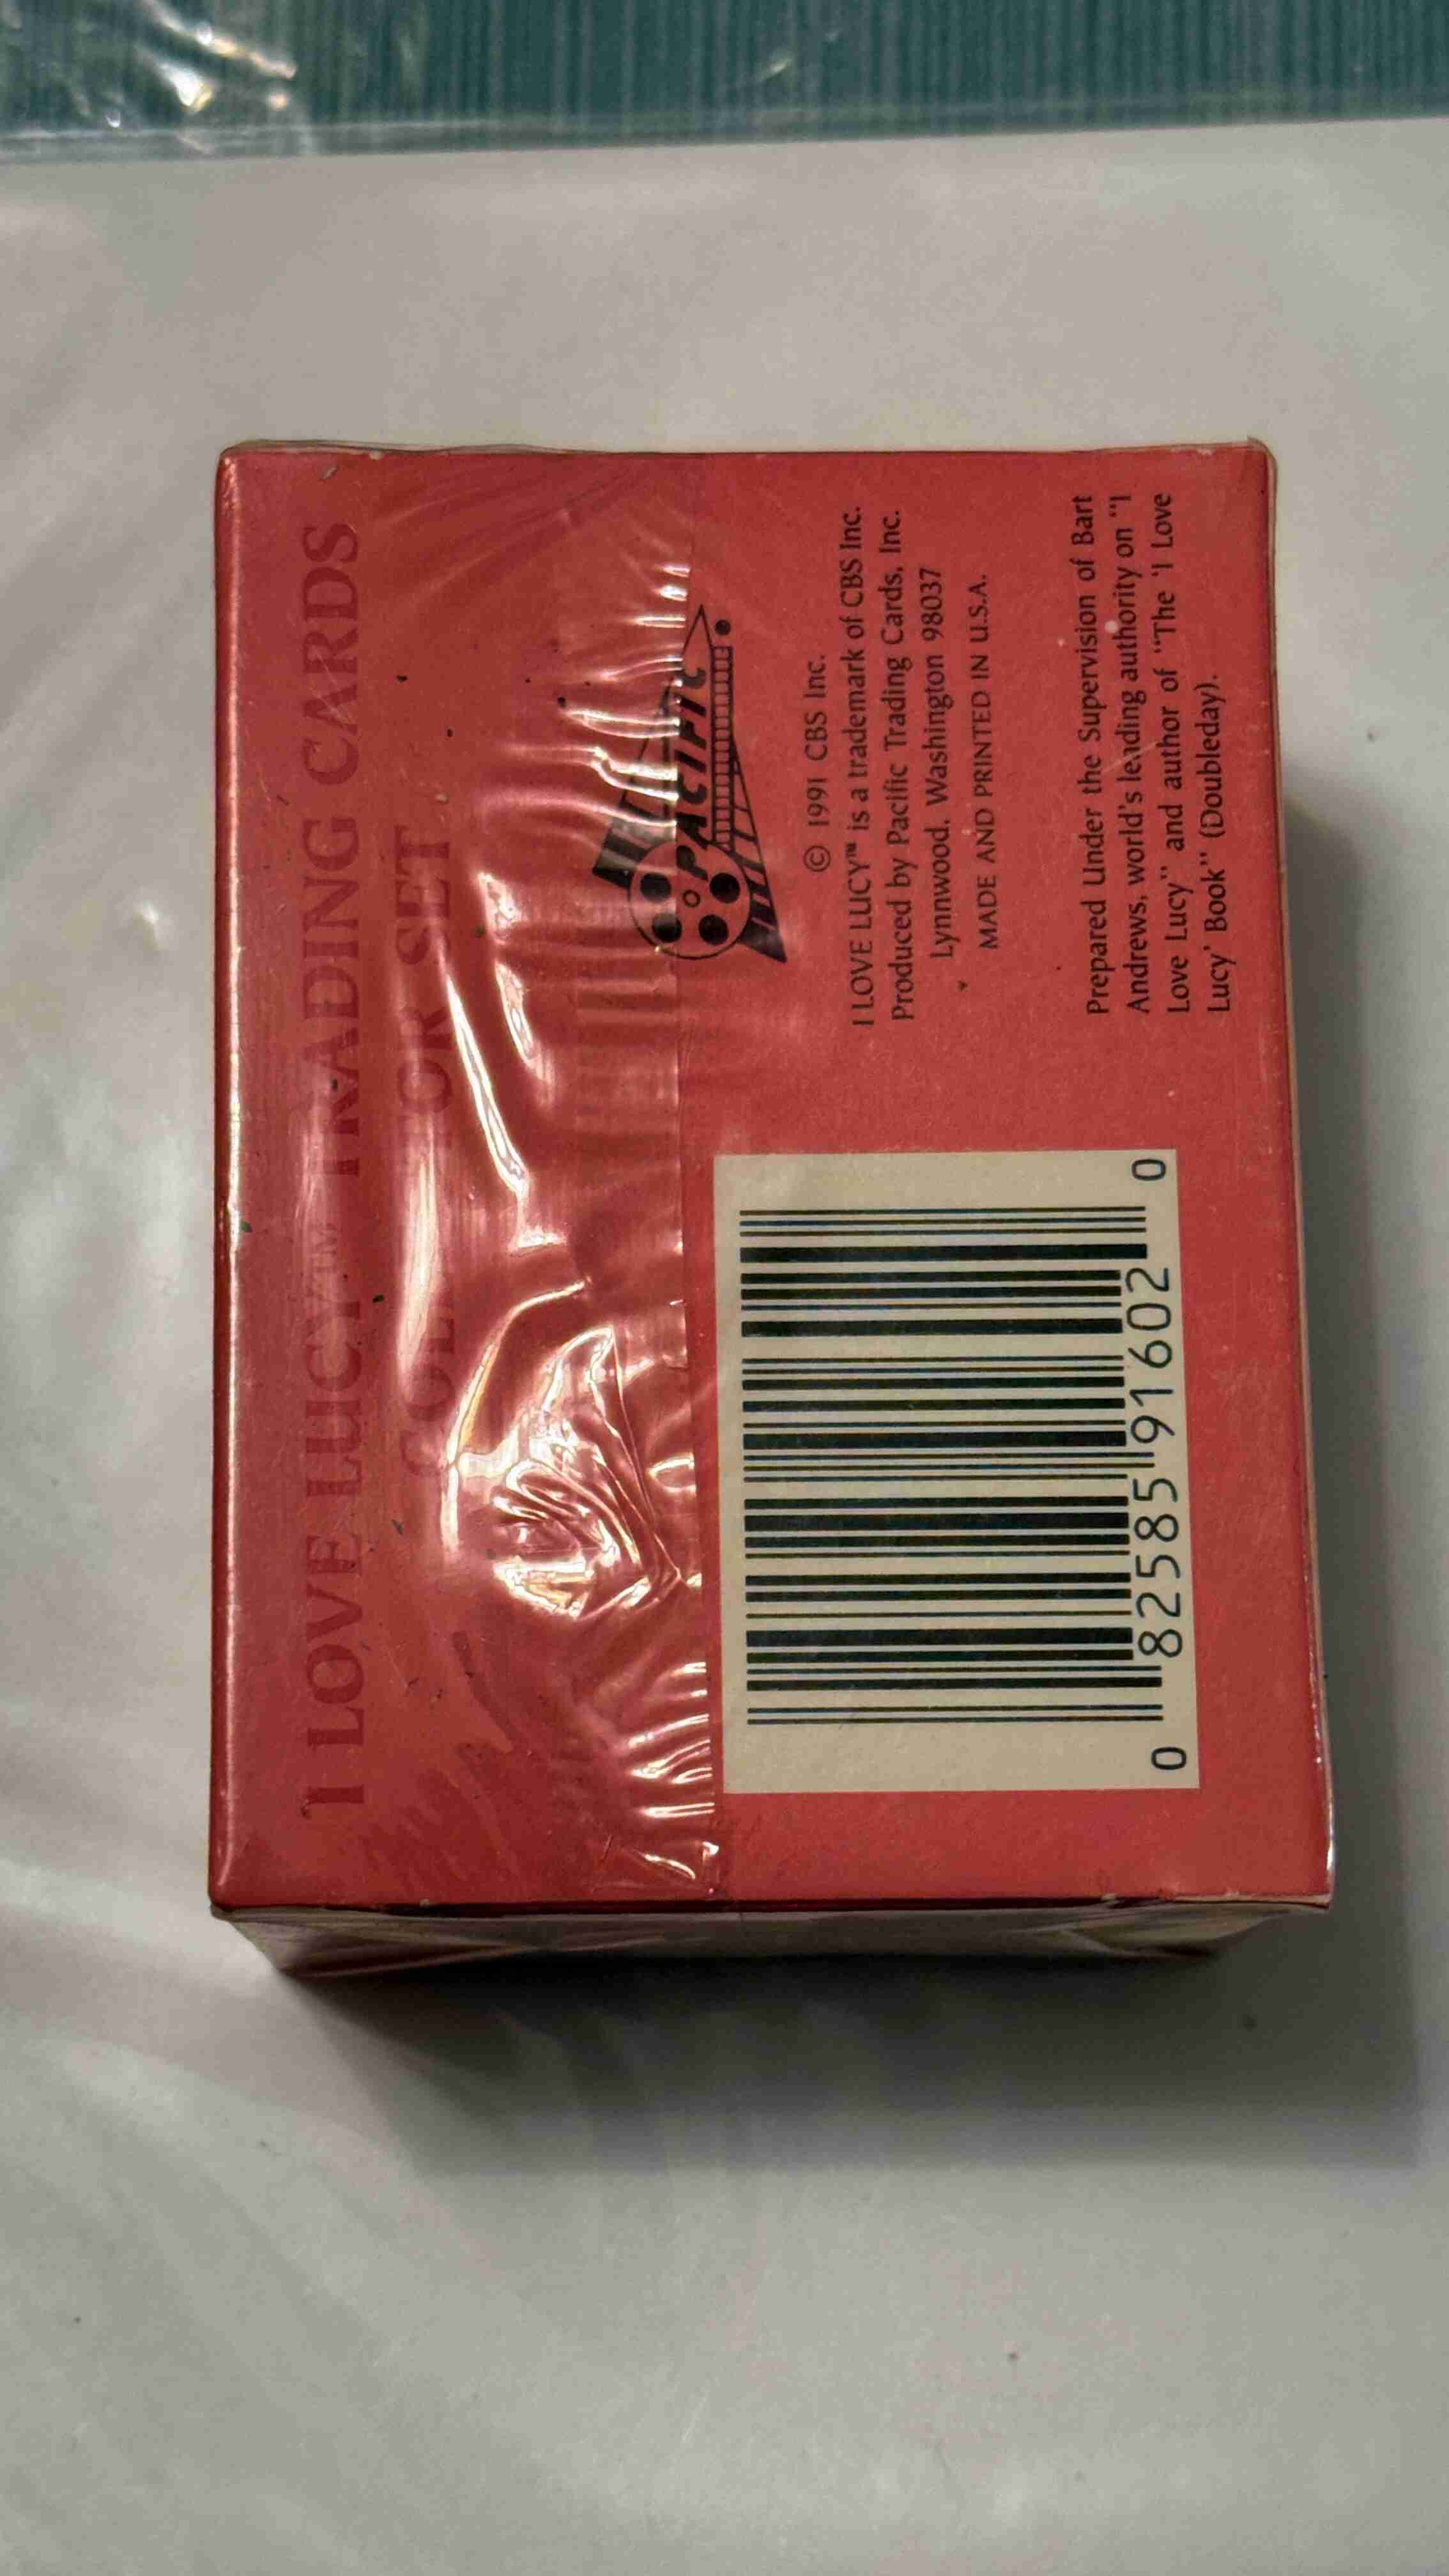 I LOVE LUCY™ TRADING CARDS
COLLECTOR SET
PACIFIC
© 1991 CBS Inc.
I LOVE LUCY™ is a trademark of CBS Inc.
Produced by Pacific Trading Cards, Inc.
Lynnwood, Washington 98037
MADE AND PRINTED IN U.S.A.
Prepared Under the Supervision of Bart
Andrews, world's leading authority on "I
Love Lucy" and author of "The 'I Love
Lucy' Book" (Doubleday).
0 82585 91602 0